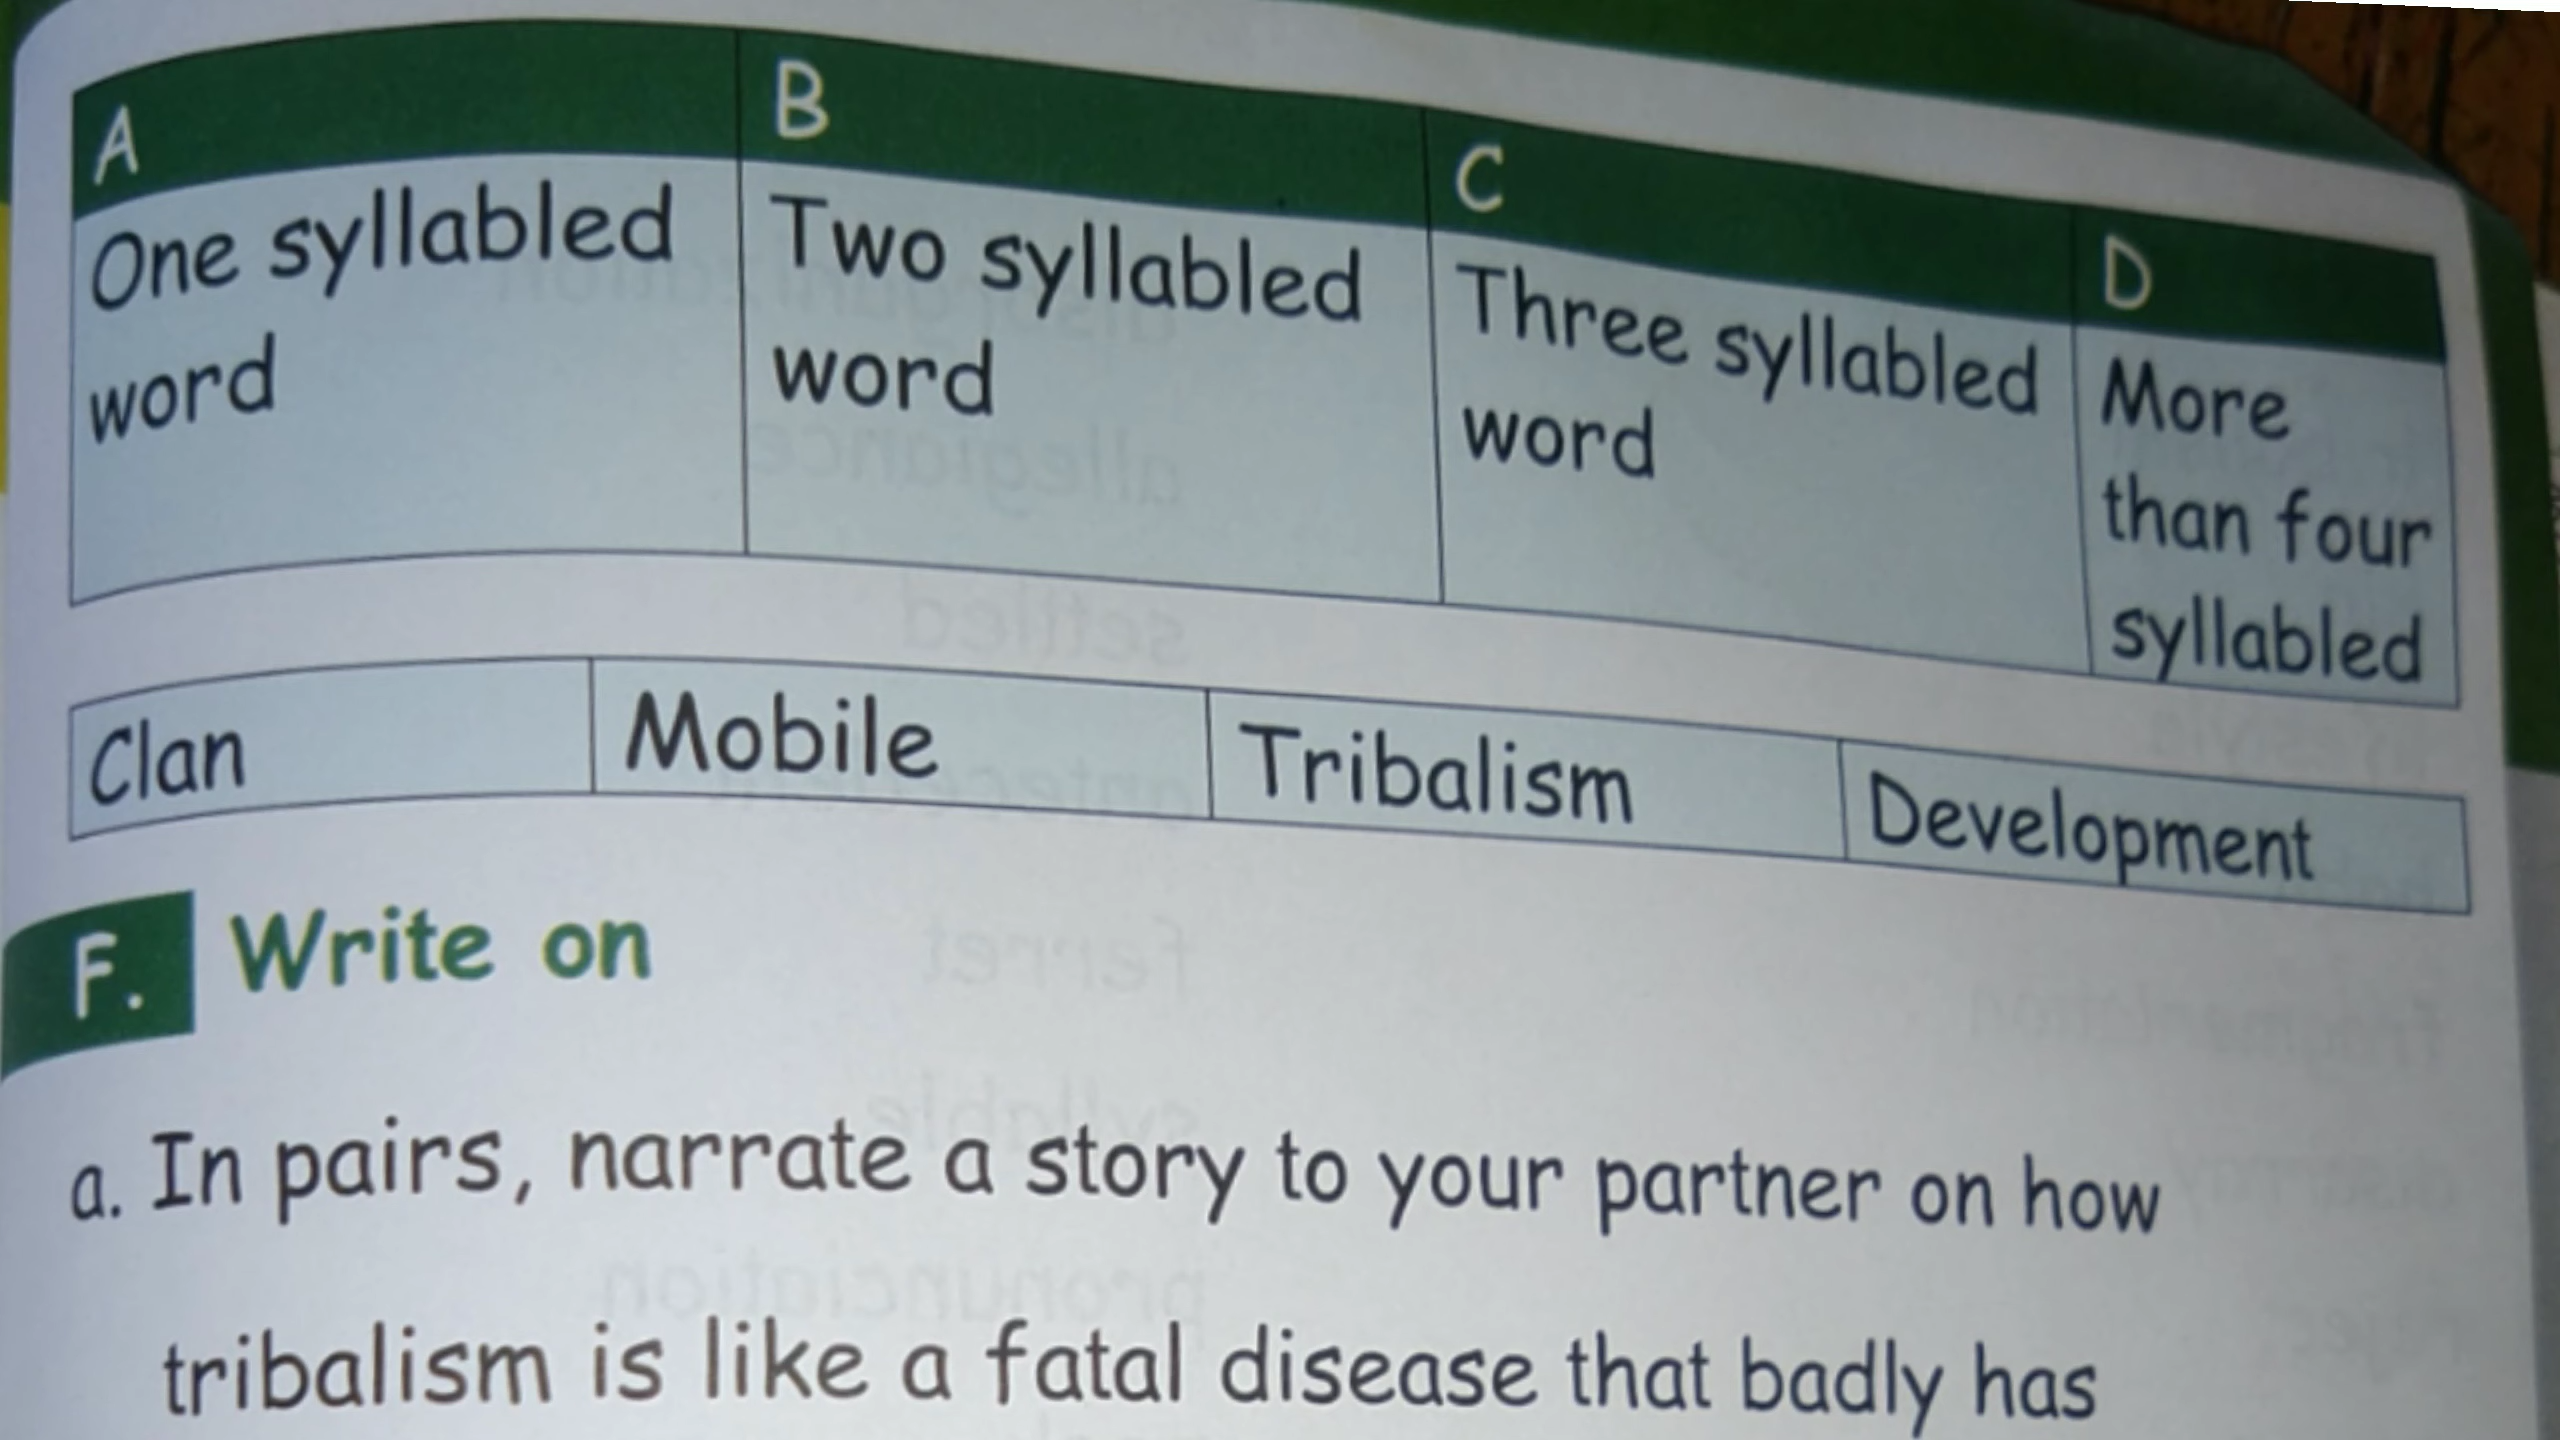 A B C D
One syllabled word
Two syllabled word
Three syllabled word
More than four syllabled
Clan Mobile Tribalism Development
F. Write on
a. In pairs, narrate a story to your partner on how
tribalism is like a fatal disease that badly has